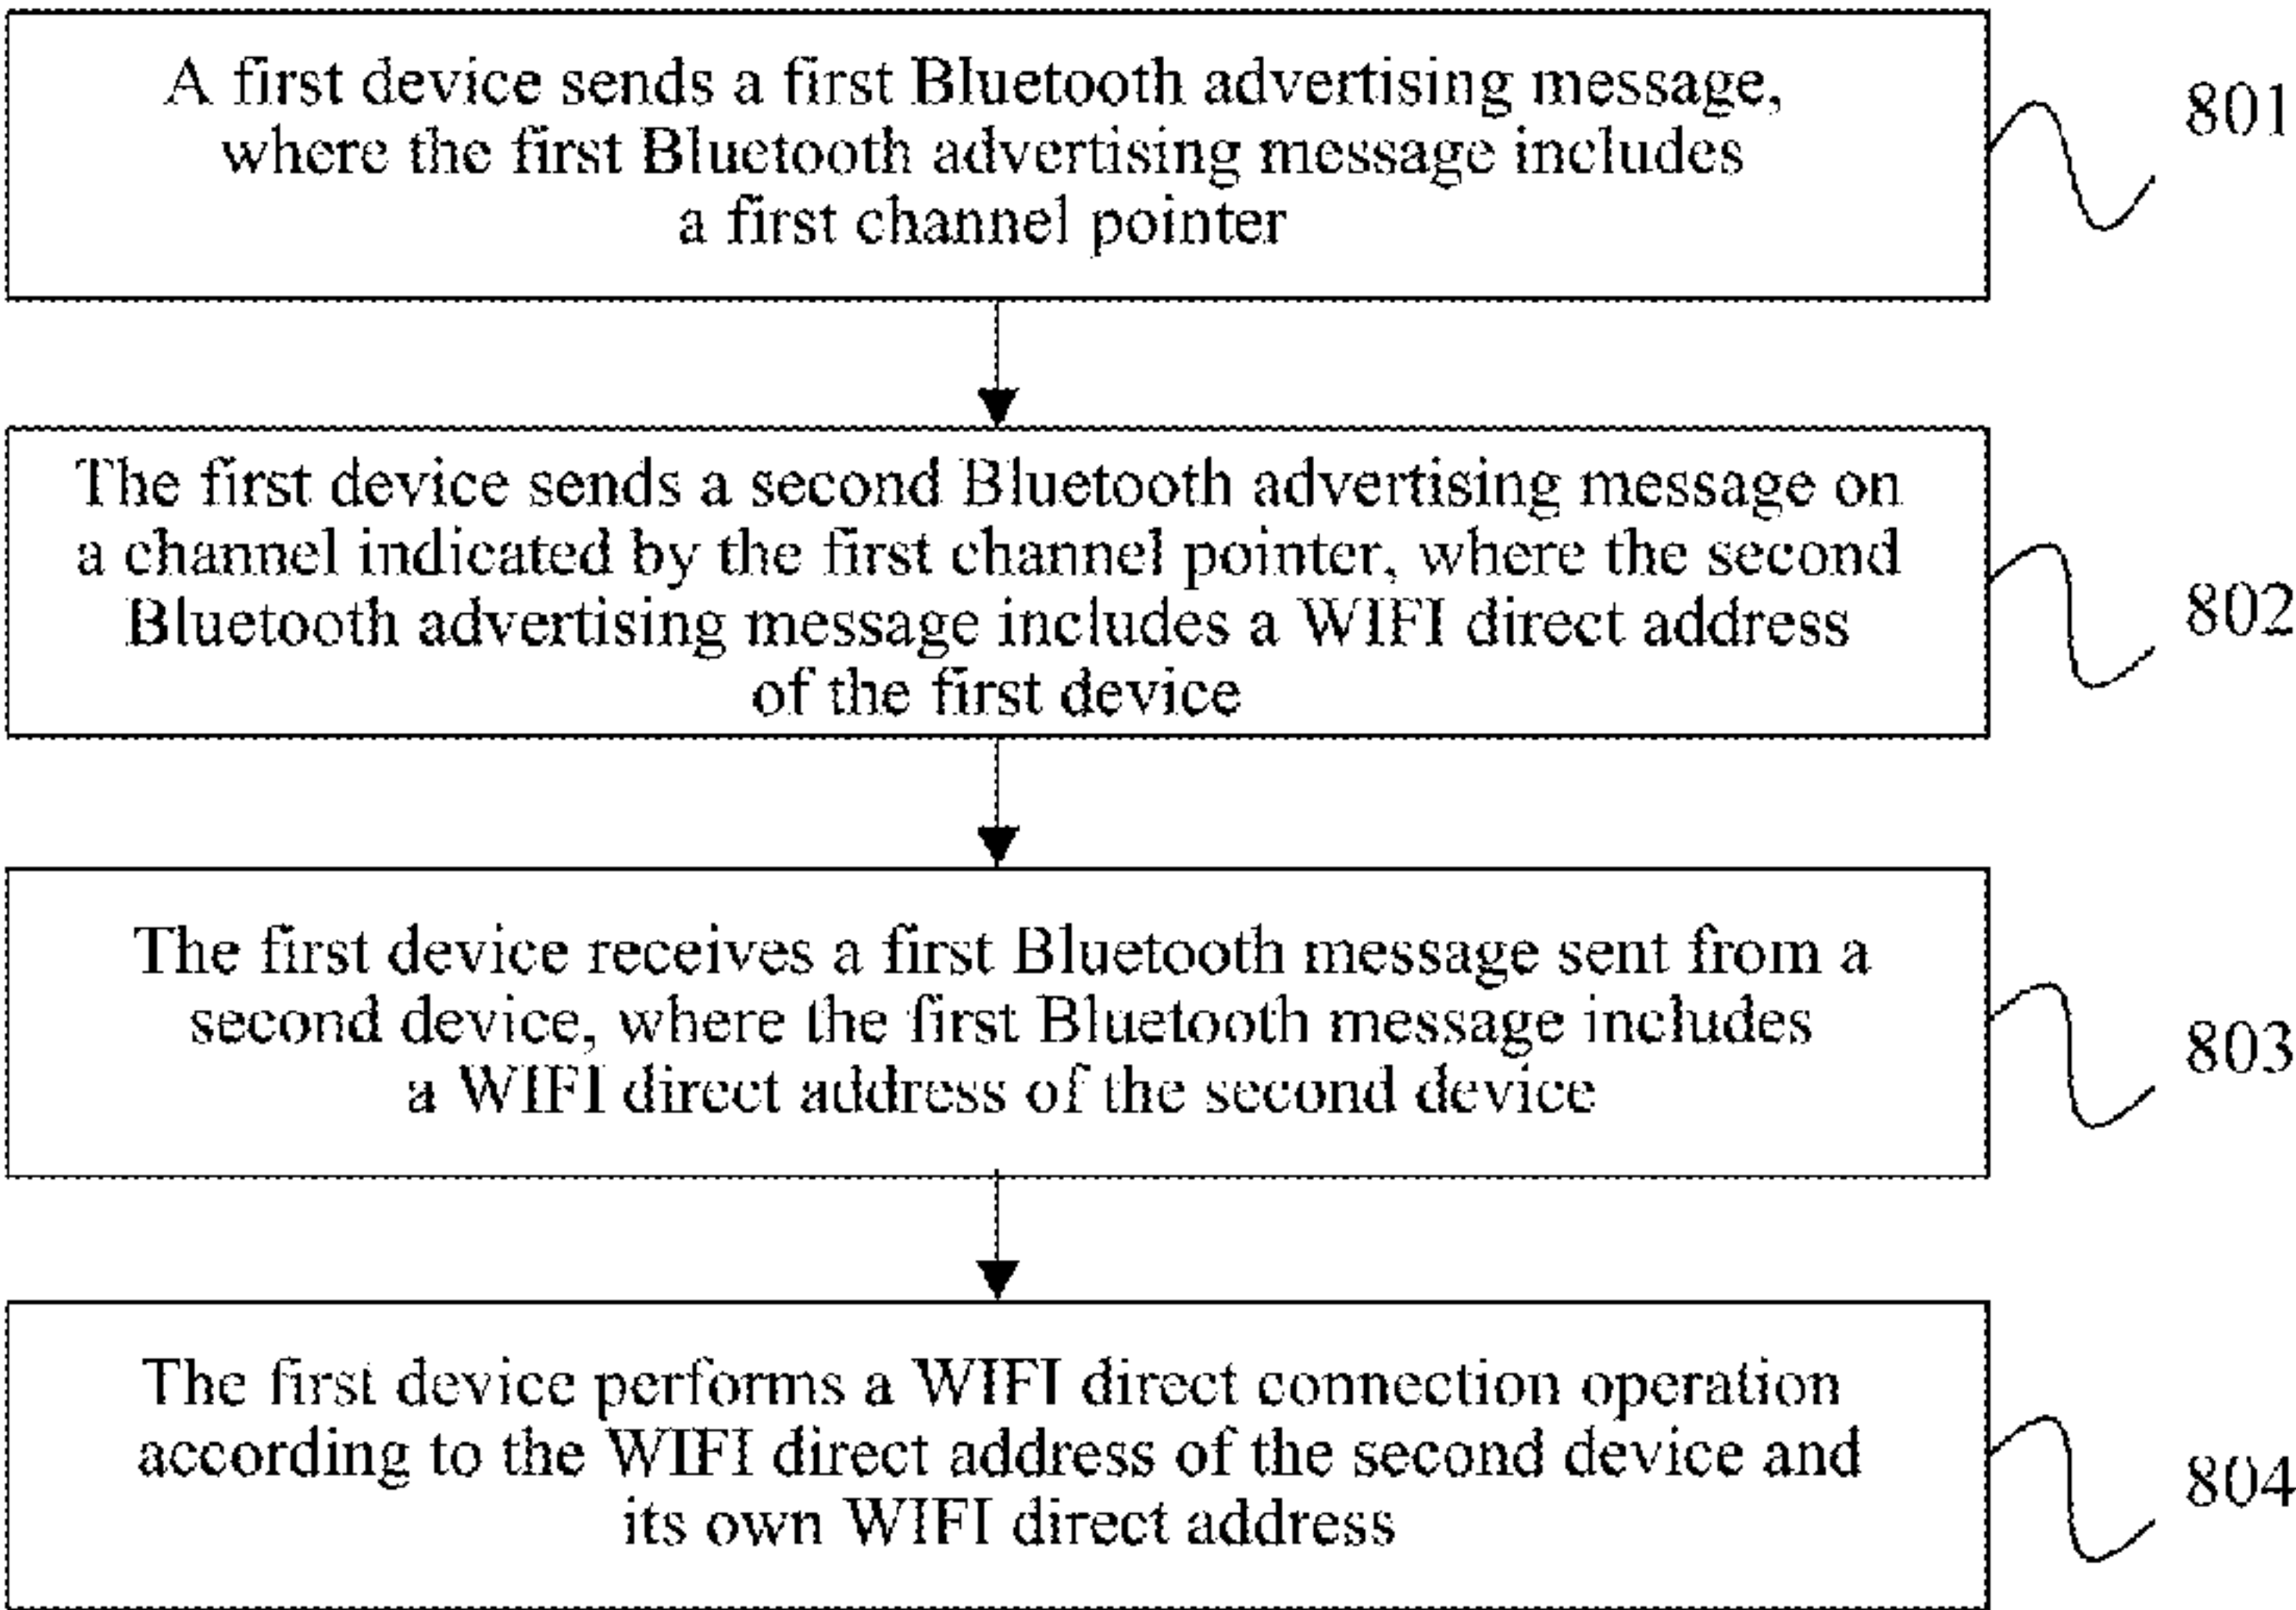 A first device sends a first Bluetooth advertising message,
where the first Bluetooth advertising message includes
a first channel pointer
801
The first device sends a second Bluetooth advertising message on
a channel indicated by the first channel pointer, where the second
Bluetooth advertising message includes a WIFI direct address
of the first device
802
The first device receives a first Bluetooth message sent from a
second device, where the first Bluetooth message includes
a WIFI direct address of the second device
803
The first device performs a WIFI direct connection operation
according to the WIFI direct address of the second device and
its own WIFI direct address
804